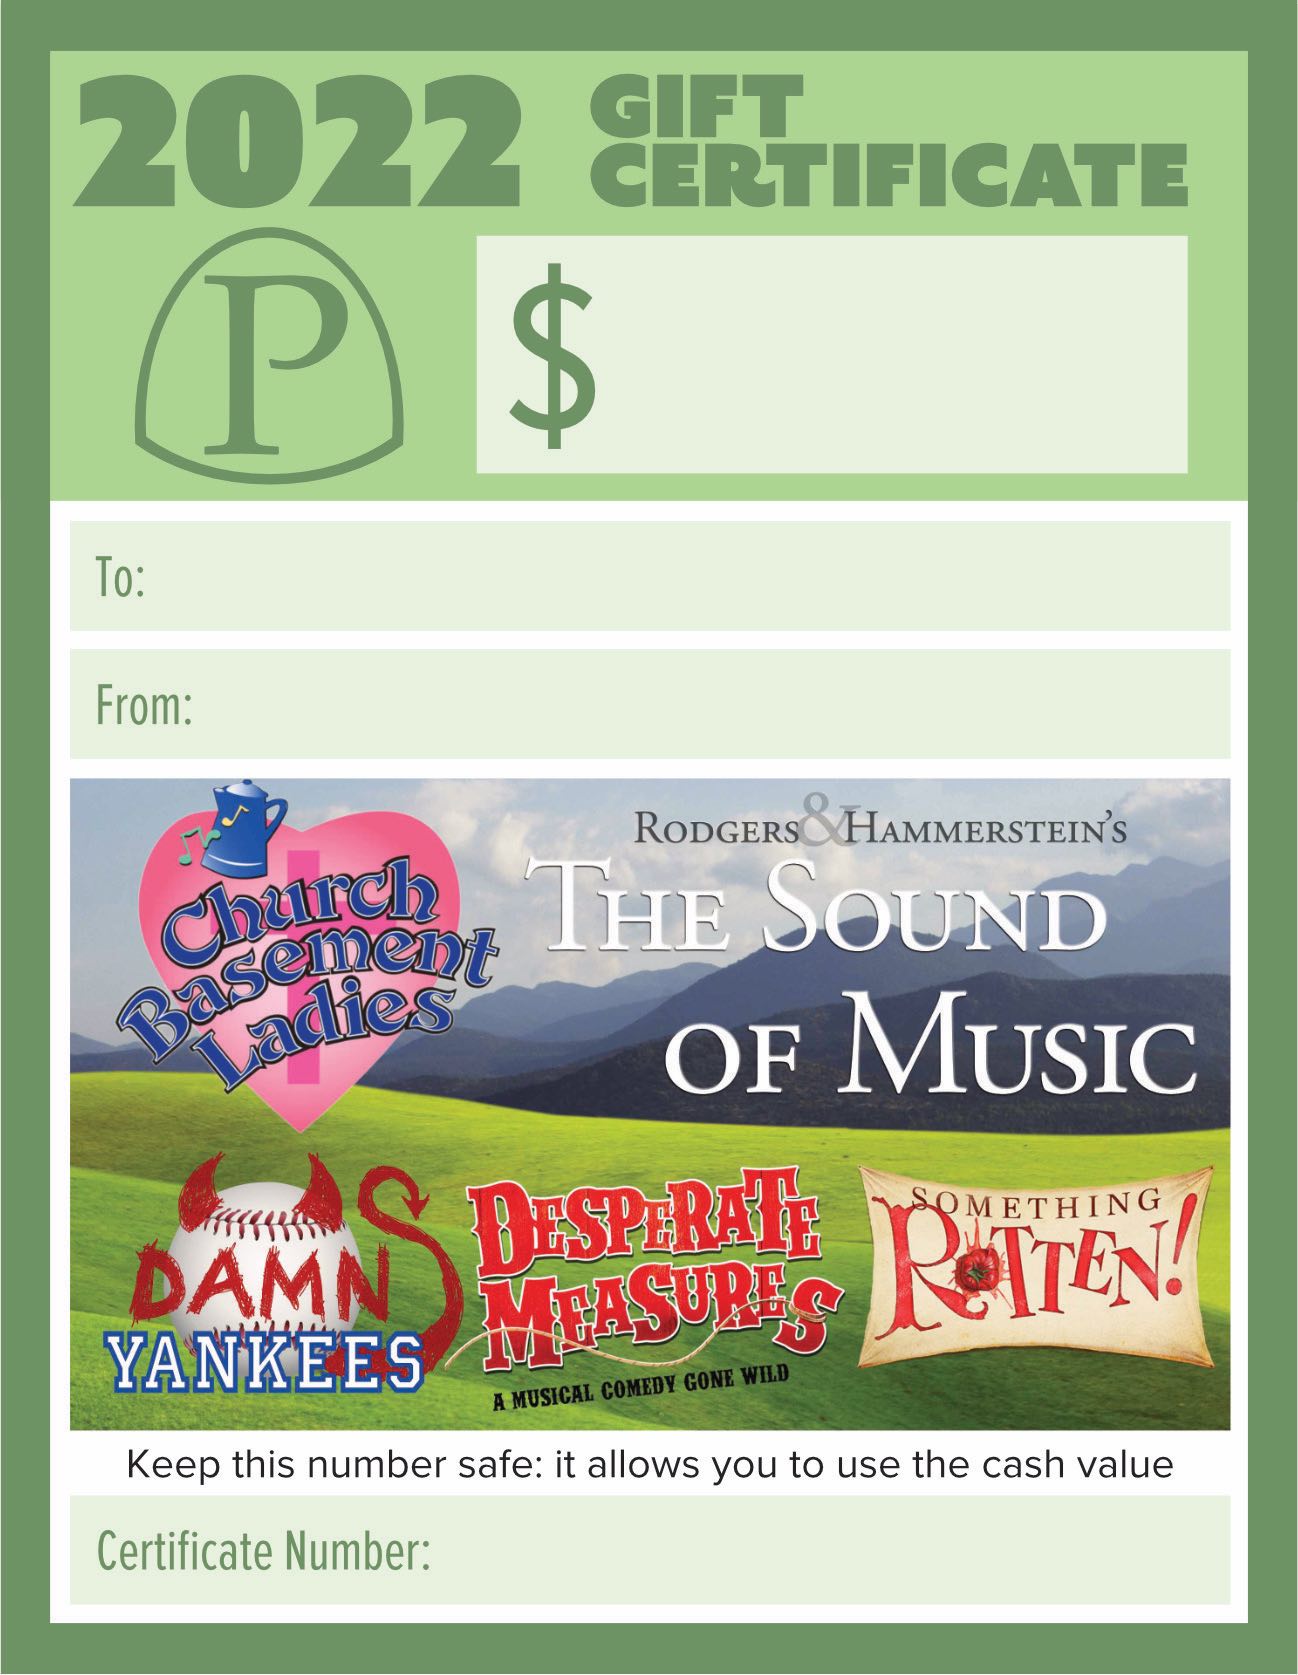 2022 GIFT
CERTIFICATE
P
$
To:
From:
Church
Basement
Ladies
RODGERS & HAMMERSTEIN'S
THE SOUND
OF MUSIC
DAMN
YANKEES
DESPERATE
MEASURES
A MUSICAL COMEDY GONE WILD
SOMETHING
ROTTEN!
Keep this number safe: it allows you to use the cash value
Certificate Number: